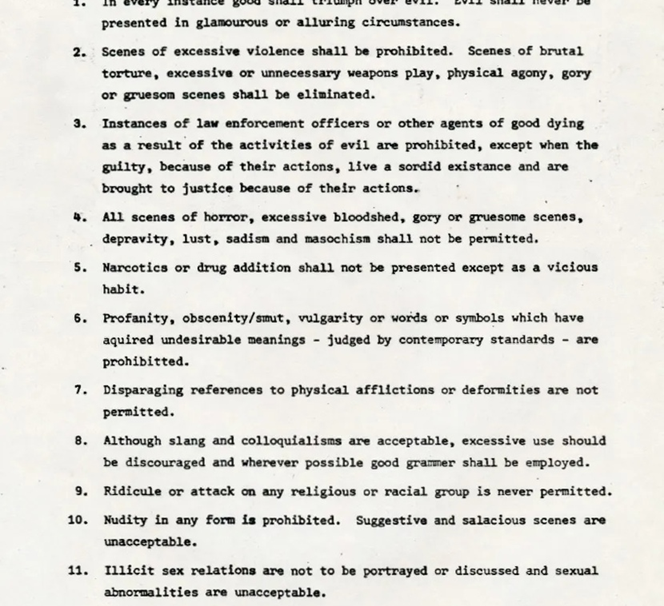 1. In every instance good shall triumph over evil. Evil shall never be
presented in glamourous or alluring circumstances.
2. Scenes of excessive violence shall be prohibited. Scenes of brutal
torture, excessive or unnecessary weapons play, physical agony, gory
or gruesom scenes shall be eliminated.
3. Instances of law enforcement officers or other agents of good dying
as a result of the activities of evil are prohibited, except when the
guilty, because of their actions, live a sordid existance and are
brought to justice because of their actions.
4. All scenes of horror, excessive bloodshed, gory or gruesome scenes,
depravity, lust, sadism and masochism shall not be permitted.
5. Narcotics or drug addition shall not be presented except as a vicious
habit.
6. Profanity, obscenity/smut, vulgarity or words or symbols which have
aquired undesirable meanings - judged by contemporary standards - are
prohibitted.
7. Disparaging references to physical afflictions or deformities are not
permitted.
8. Although slang and colloquialisms are acceptable, excessive use should
be discouraged and wherever possible good grammer shall be employed.
9. Ridicule or attack on any religious or racial group is never permitted.
10. Nudity in any form is prohibited. Suggestive and salacious scenes are
unacceptable.
11. Illicit sex relations are not to be portrayed or discussed and sexual
abnormalities are unacceptable.